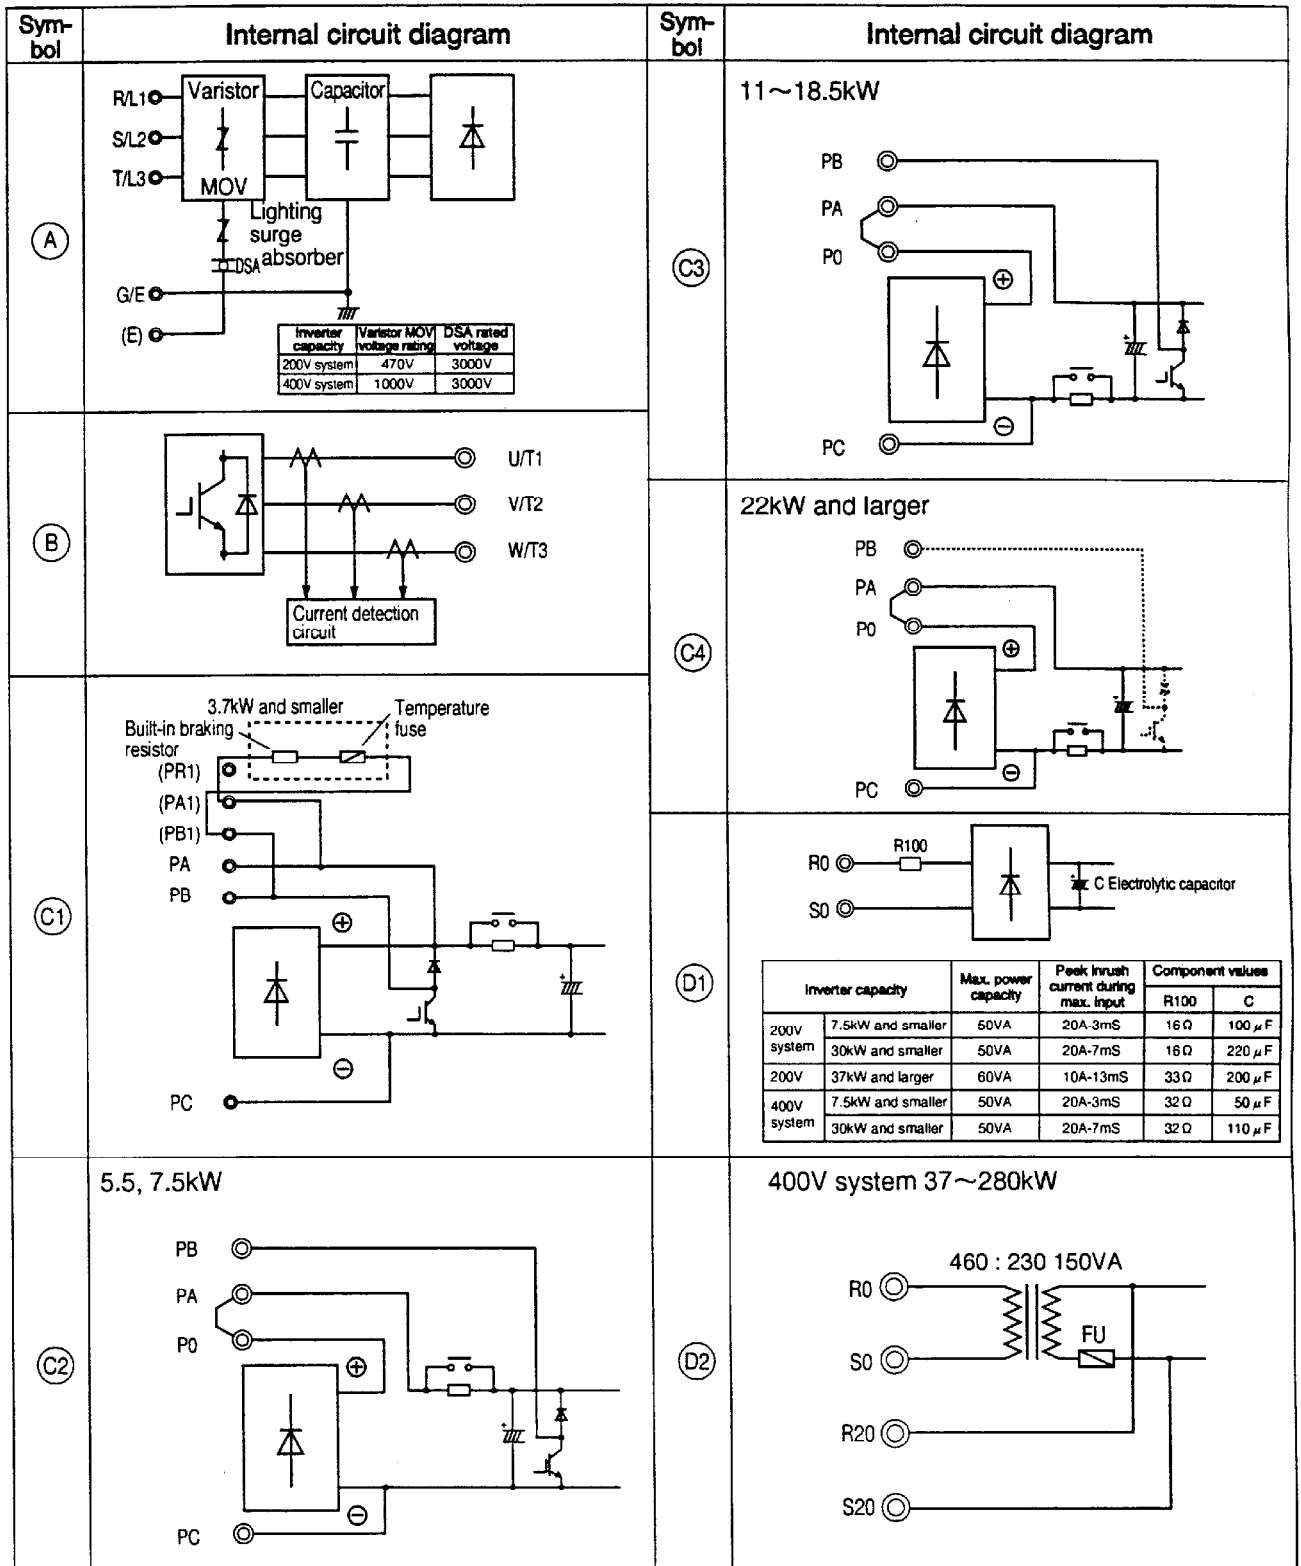 Sym-
bol
Internal circuit diagram
Sym-
bol
Internal circuit diagram
A
R/L1
S/L2
T/L3
Varistor
MOV
Capacitor
Lighting
surge
absorber
DSA
G/E
(E)
Inverter capacity Varistor MOV voltage rating DSA rated voltage
200V system 470V 3000V
400V system 1000V 3000V
B
U/T1
V/T2
W/T3
Current detection
circuit
C1
3.7kW and smaller
Temperature
fuse
Built-in braking
resistor
(PR1)
(PA1)
(PB1)
PA
PB
+
−
+
PC
C2
5.5, 7.5kW
PB
PA
P0
+
−
+
PC
C3
11~18.5kW
PB
PA
P0
+
−
+
PC
C4
22kW and larger
PB
PA
P0
+
−
+
PC
D1
R0
R100
S0
+
C Electrolytic capacitor
Inverter capacity Max. power capacity Peak inrush current during max. input Component values
R100 C
200V system 7.5kW and smaller 50VA 20A-3mS 16Ω 100μF
30kW and smaller 50VA 20A-7mS 16Ω 220μF
200V 37kW and larger 60VA 10A-13mS 33Ω 200μF
400V system 7.5kW and smaller 50VA 20A-3mS 32Ω 50μF
30kW and smaller 50VA 20A-7mS 32Ω 110μF
D2
400V system 37~280kW
460 : 230 150VA
R0
S0
FU
R20
S20